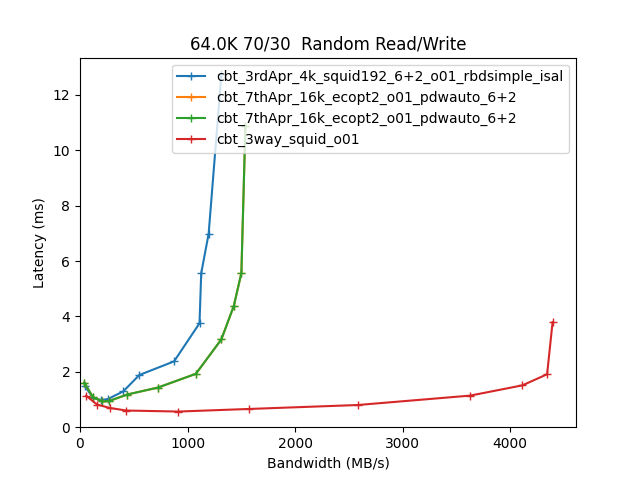 64.0K 70/30  Random Read/Write
cbt_3rdApr_4k_squid192_6+2_o01_rbdsimple_isal
cbt_7thApr_16k_ecopt2_o01_pdwauto_6+2
cbt_7thApr_16k_ecopt2_o01_pdwauto_6+2
cbt_3way_squid_o01
Latency (ms)
12
10
8
6
4
2
0
0 1000 2000 3000 4000
Bandwidth (MB/s)